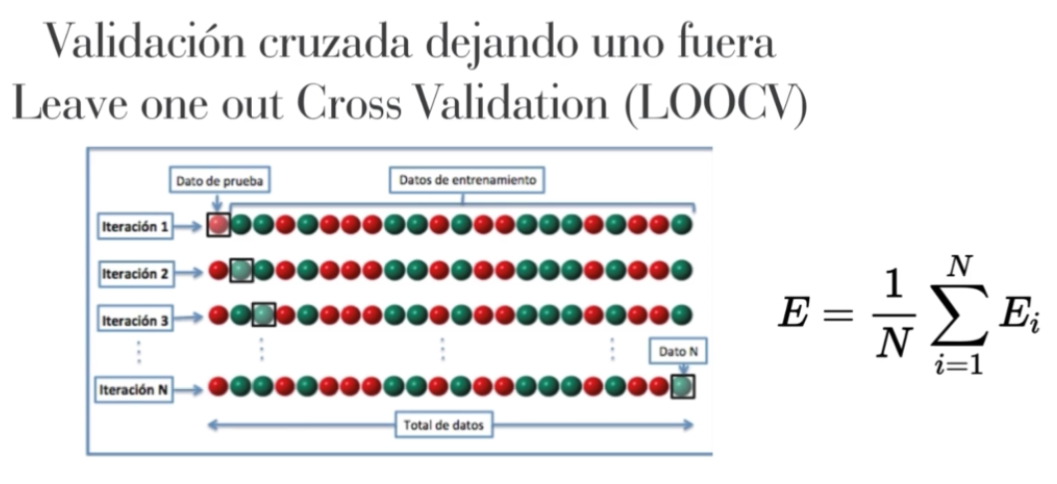 Validación cruzada dejando uno fuera
Leave one out Cross Validation (LOOCV)
Dato de prueba
Datos de entrenamiento
Iteración 1
Iteración 2
Iteración 3
Dato N
Iteración N
Total de datos
E = \frac{1}{N} \sum_{i=1}^{N} E_i